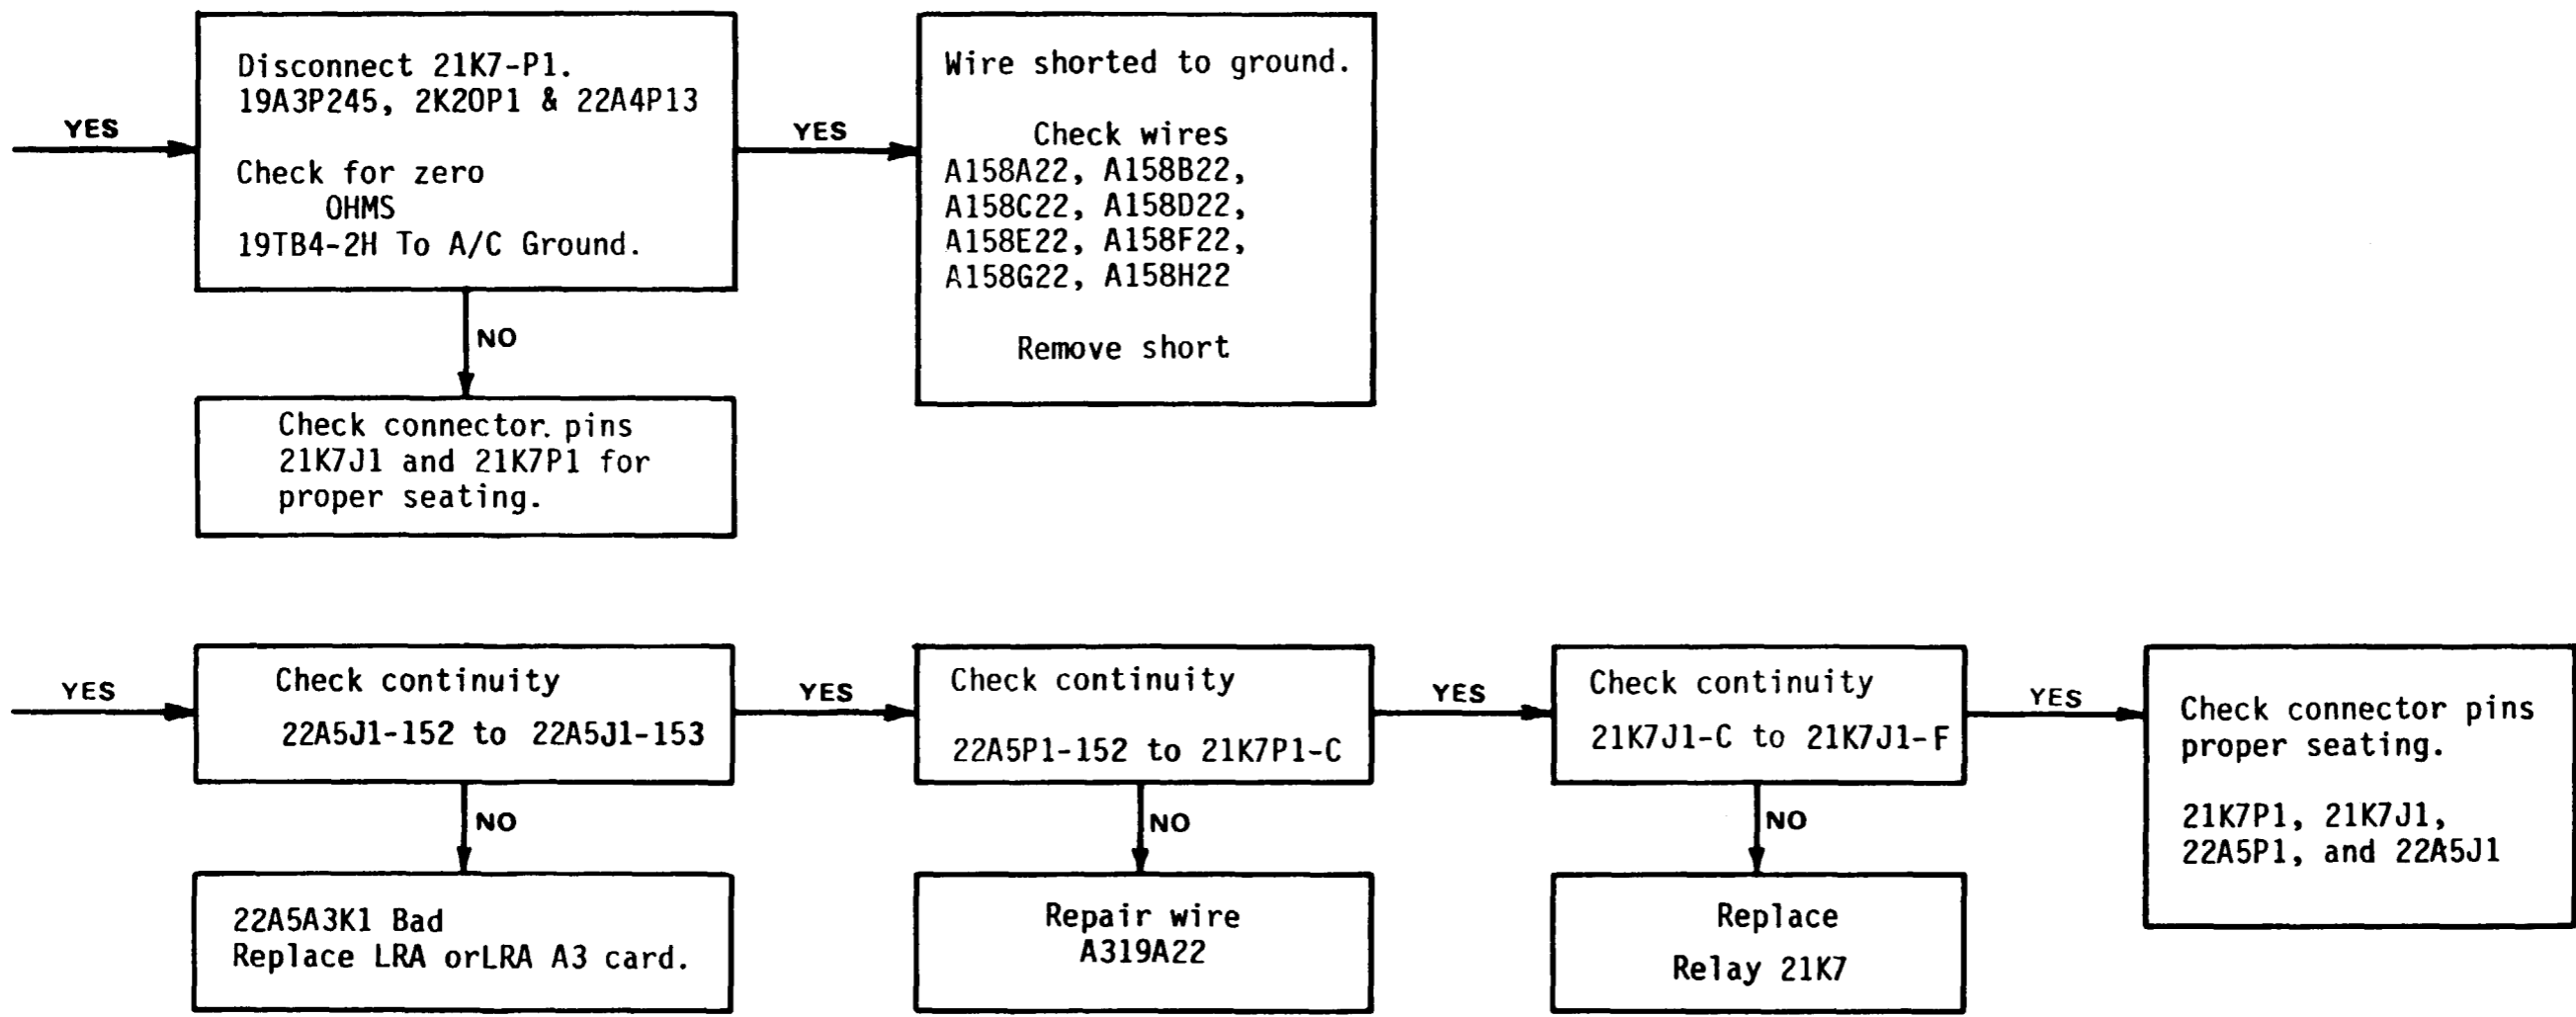 YES
Disconnect 21K7-P1.
19A3P245, 2K20P1 & 22A4P13
Check for zero
OHMS
19TB4-2H To A/C Ground.
YES
Wire shorted to ground.
Check wires
A158A22, A158B22,
A158C22, A158D22,
A158E22, A158F22,
A158G22, A158H22
Remove short
NO
Check connector. pins
21K7J1 and 21K7P1 for
proper seating.
YES
Check continuity
22A5J1-152 to 22A5J1-153
YES
Check continuity
22A5P1-152 to 21K7P1-C
YES
Check continuity
21K7J1-C to 21K7J1-F
YES
Check connector pins
proper seating.
21K7P1, 21K7J1,
22A5P1, and 22A5J1
NO
22A5A3K1 Bad
Replace LRA orLRA A3 card.
NO
Repair wire
A319A22
NO
Replace
Relay 21K7